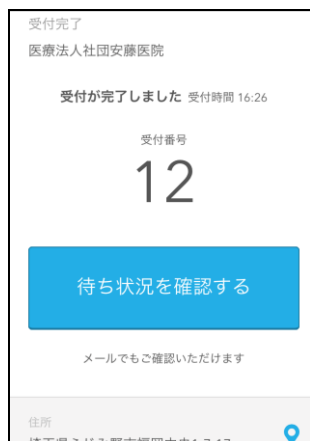 受付完了
医療法人社団安藤医院
受付が完了しました 受付時間 16:26
受付番号
12
待ち状況を確認する
メールでもご確認いただけます
住所